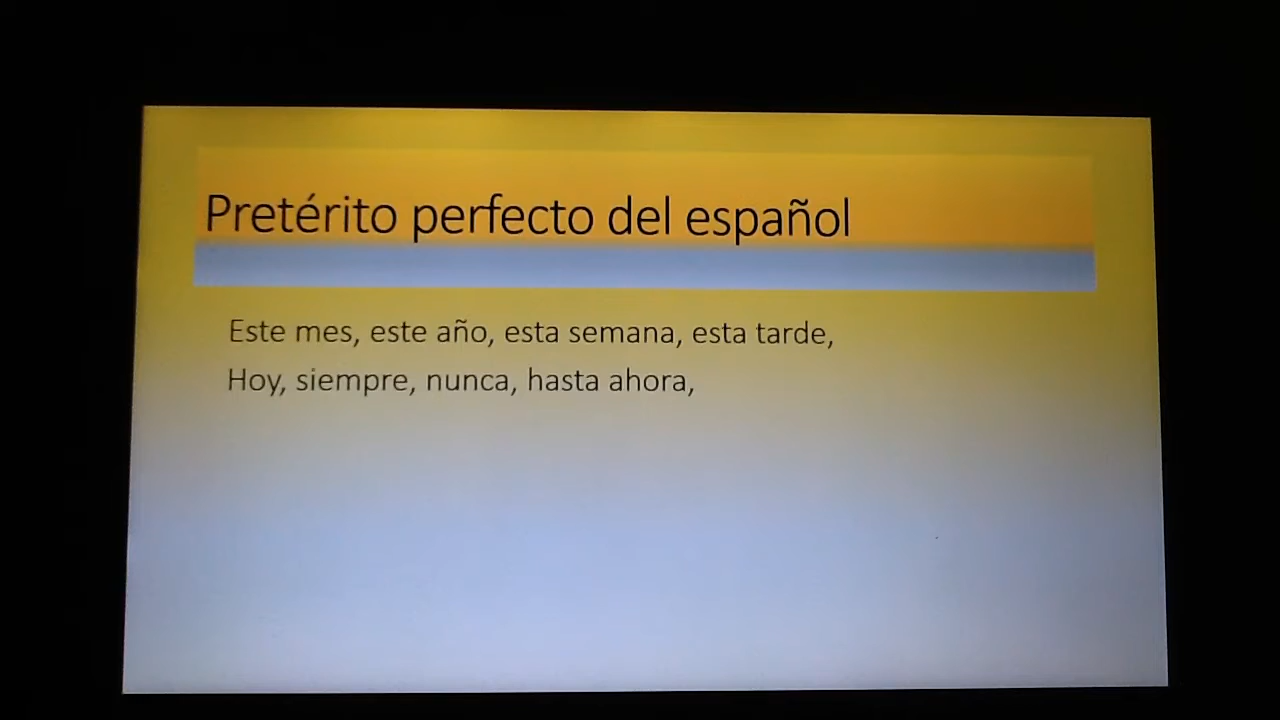 Pretérito perfecto del español
Este mes, este año, esta semana, esta tarde,
Hoy, siempre, nunca, hasta ahora,